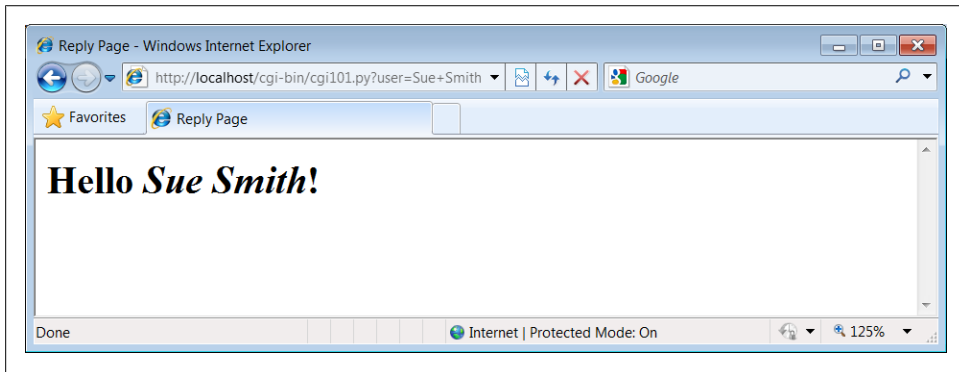 Reply Page - Windows Internet Explorer
http://localhost/cgi-bin/cgi101.py?user=Sue+Smith
Google
Favorites
Reply Page
Hello Sue Smith!
Done
Internet | Protected Mode: On
125%